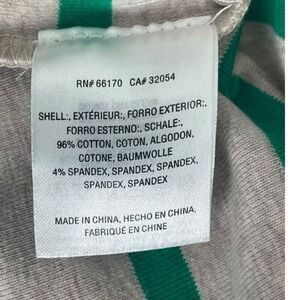 RN# 66170 CA# 32054
SHELL:, EXTÉRIEUR:, FORRO EXTERIOR:,
FORRO ESTERNO:, SCHALE:,
96% COTTON, COTON, ALGODON,
COTONE, BAUMWOLLE
4% SPANDEX, SPANDEX, SPANDEX,
SPANDEX, SPANDEX
MADE IN CHINA, HECHO EN CHINA.
FABRIQUÉ EN CHINE